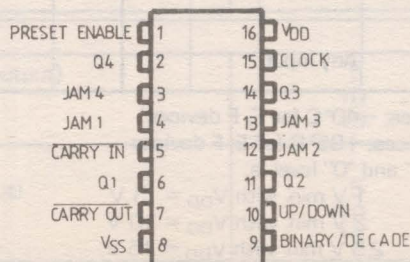 PRESET ENABLE 1 16 VDD
Q4 2 15 CLOCK
JAM 4 3 14 Q3
JAM 1 4 13 JAM 3
CARRY IN 5 12 JAM 2
Q1 6 11 Q2
CARRY OUT 7 10 UP/DOWN
VSS 8 9 BINARY/DECADE